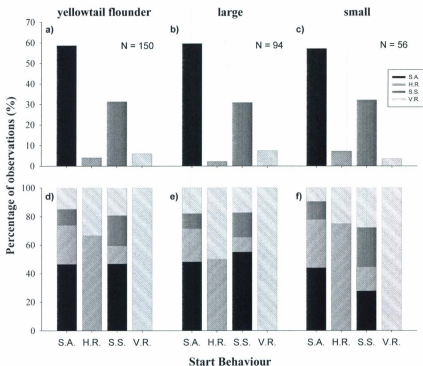 yellowtail flounder large small
a) N = 150
b) N = 94
c) N = 56
S.A.
H.R.
S.S.
V.R.
70
60
50
40
30
20
10
0
Percentage of observations (%)
d)
e)
f)
100
80
60
40
20
0
S.A. H.R. S.S. V.R. S.A. H.R. S.S. V.R. S.A. H.R. S.S. V.R.
Start Behaviour